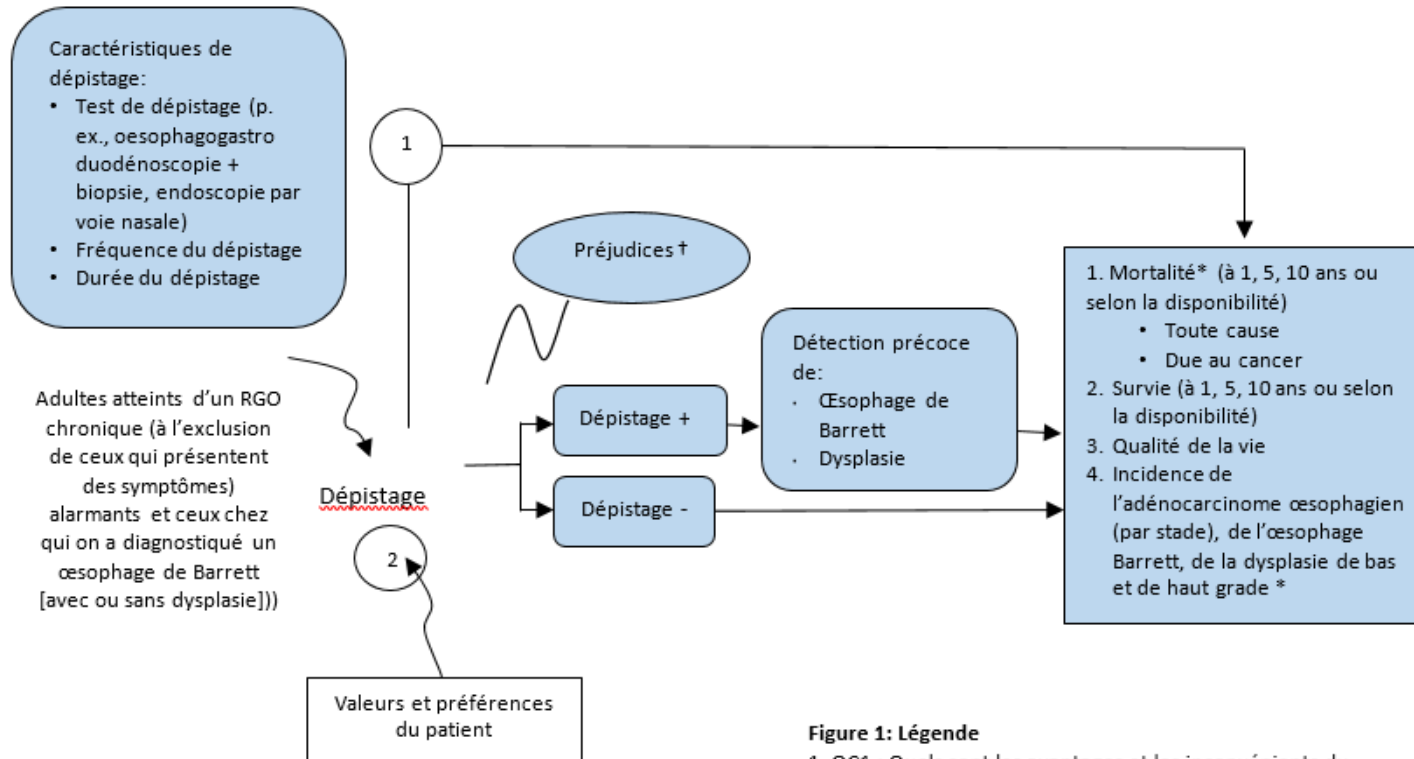 Caractéristiques de
dépistage:
• Test de dépistage (p.
ex., oesophagogastro
duodénoscopie +
biopsie, endoscopie par
voie nasale)
• Fréquence du dépistage
• Durée du dépistage
1
Préjudices †
Adultes atteints d'un RGO
chronique (à l'exclusion
de ceux qui présentent
des symptômes)
alarmants et ceux chez
qui on a diagnostiqué un
œsophage de Barrett
[avec ou sans dysplasie]))
Dépistage
2
Dépistage +
Dépistage -
Détection précoce
de:
· Œsophage de
Barrett
· Dysplasie
1. Mortalité* (à 1, 5, 10 ans ou
selon la disponibilité)
• Toute cause
• Due au cancer
2. Survie (à 1, 5, 10 ans ou selon
la disponibilité)
3. Qualité de la vie
4. Incidence de
l'adénocarcinome œsophagien
(par stade), de l'œsophage
Barrett, de la dysplasie de bas
et de haut grade *
Valeurs et préférences
du patient
Figure 1: Légende